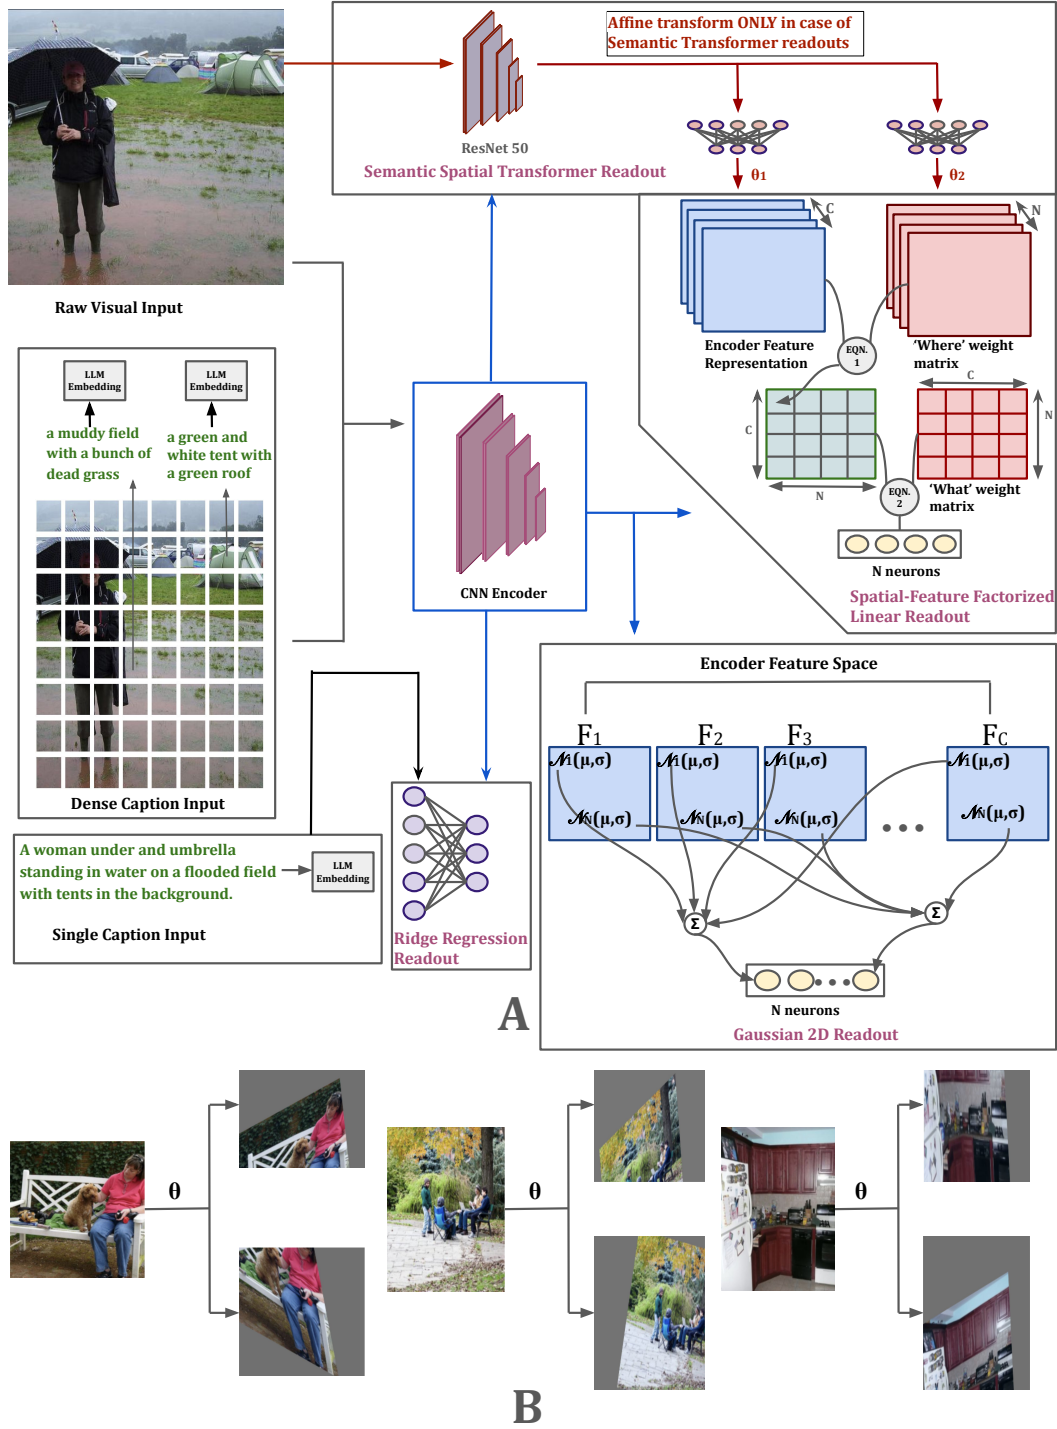 Affine transform ONLY in case of
Semantic Transformer readouts
ResNet 50
Semantic Spatial Transformer Readout
θ1
θ2
Raw Visual Input
C
N
Encoder Feature
Representation
EQN.
1
'Where' weight
matrix
C
C
N
N
EQN.
2
'What' weight
matrix
N neurons
Spatial-Feature Factorized
Linear Readout
LLM
Embedding
LLM
Embedding
a muddy field
with a bunch of
dead grass
a green and
white tent with
a green roof
Dense Caption Input
CNN Encoder
A woman under and umbrella
standing in water on a flooded field
with tents in the background.
LLM
Embedding
Single Caption Input
Ridge Regression
Readout
Encoder Feature Space
F1
F2
F3
FC
𝒩1(μ,σ)
𝒩1(μ,σ)
𝒩1(μ,σ)
𝒩1(μ,σ)
𝒩N(μ,σ)
𝒩N(μ,σ)
𝒩N(μ,σ)
𝒩N(μ,σ)
Σ
Σ
N neurons
Gaussian 2D Readout
A
θ
θ
θ
B